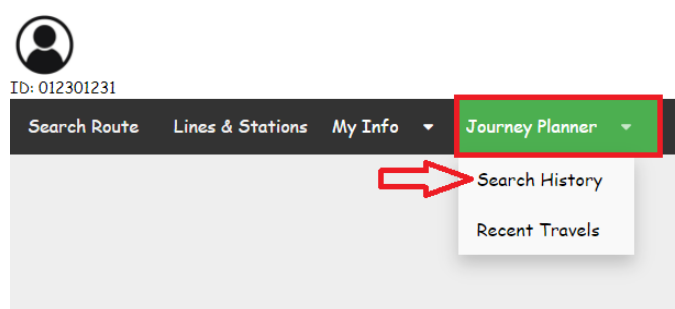 ID: 012301231
Search Route Lines & Stations My Info Journey Planner
Search History
Recent Travels